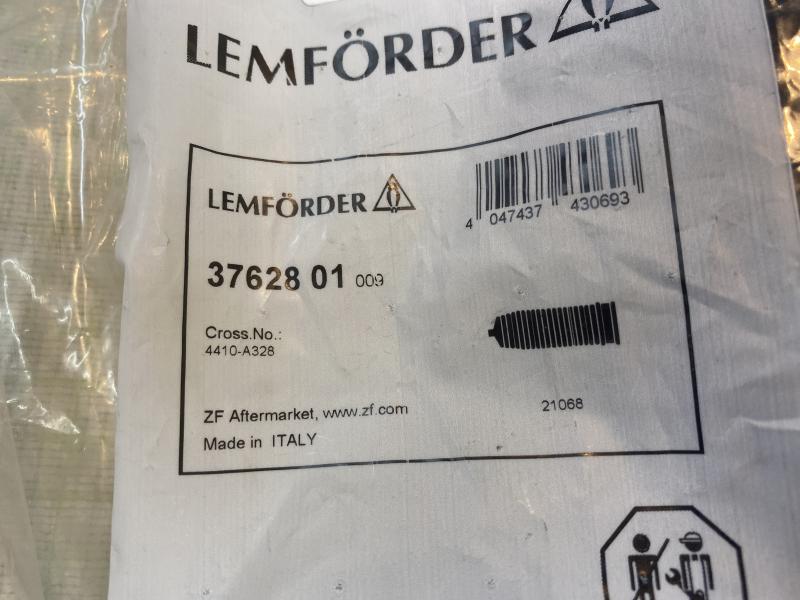 LEMFÖRDER
LEMFÖRDER
4 047437 430693
37628 01 009
Cross.No.:
4410-A328
ZF Aftermarket, www.zf.com
21068
Made in ITALY